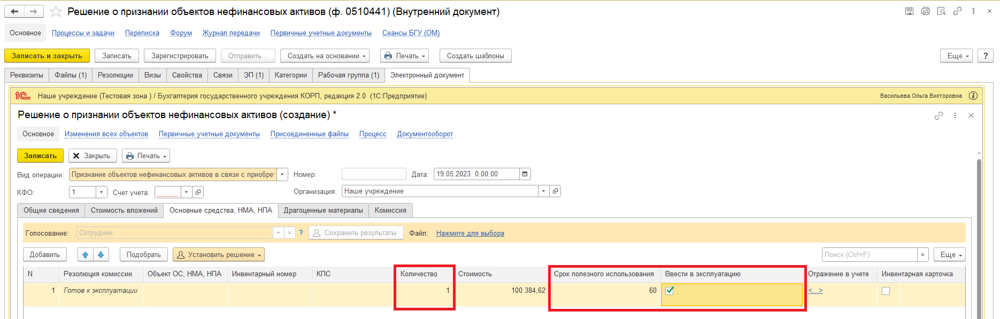 Решение о признании объектов нефинансовых активов (ф. 0510441) (Внутренний документ)
Основное Процессы и задачи Переписка Форум Журнал передачи Первичные учетные документы Сеансы БГУ (ОМ)
Записать и закрыть Записать Зарегистрировать Отправить... Создать на основании Печать Создать шаблоны Еще ?
Реквизиты Файлы (1) Резолюции Визы Свойства Связи ЭП (1) Категории Рабочая группа (1) Электронный документ
1С Наше учреждение (Тестовая зона ) / Бухгалтерия государственного учреждения КОРП, редакция 2.0 (1С:Предприятие) Васильева Ольга Викторовна
Решение о признании объектов нефинансовых активов (создание) *
Основное Изменения всех объектов Первичные учетные документы Присоединенные файлы Процесс Документооборот
Записать Закрыть Печать
Вид операции: Признание объектов нефинансовых активов в связи с приобрет Номер: Дата: 19.05.2023 0:00:00
КФО: 1 Счет учета: Организация: Наше учреждение
Общие сведения Стоимость вложений Основные средства, НМА, НПА Драгоценные материалы Комиссия
Голосование: Сотрудник ? Сохранить результаты Файл: Нажмите для выбора
Добавить Подобрать Установить решение Поиск (Ctrl+F) × Еще
N Резолюция комиссии Объект ОС, НМА, НПА Инвентарный номер КПС Количество Стоимость Срок полезного использования Ввести в эксплуатацию Отражение в учете Инвентарная карточка
1 Готов к эксплуатации 1 100 384,62 60 <...>